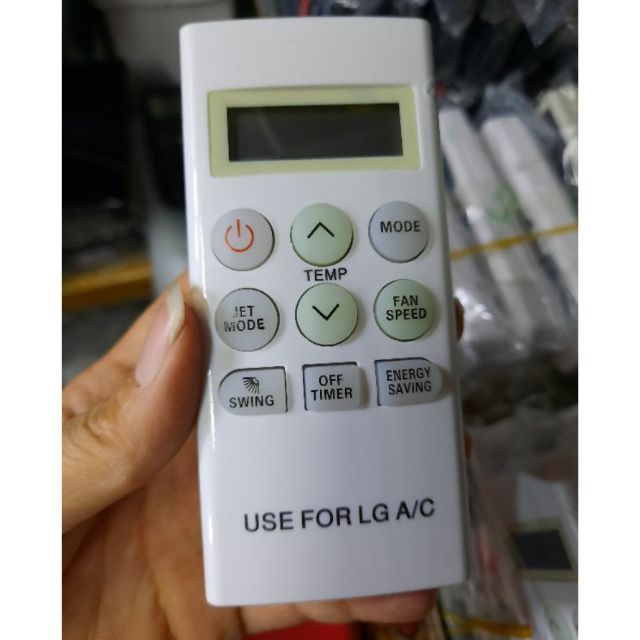 MODE
TEMP
JET
MODE
FAN
SPEED
SWING
OFF
TIMER
ENERGY
SAVING
USE FOR LG A/C